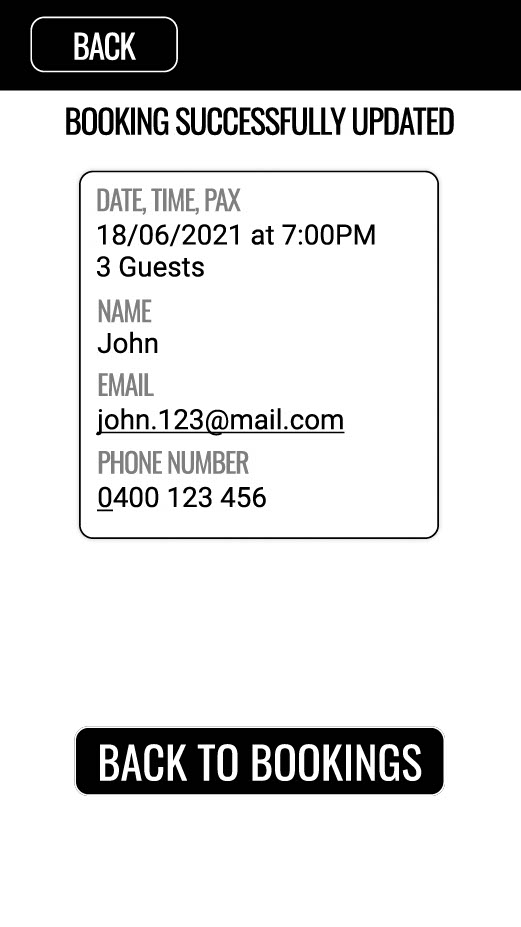 BACK
BOOKING SUCCESSFULLY UPDATED
DATE, TIME, PAX
18/06/2021 at 7:00PM
3 Guests
NAME
John
EMAIL
john.123@mail.com
PHONE NUMBER
0400 123 456
BACK TO BOOKINGS